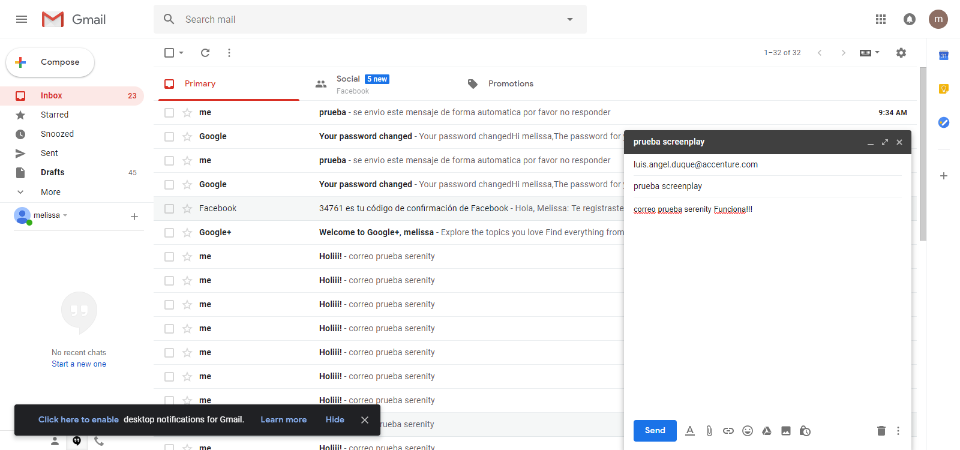 Gmail
Search mail
m
Compose
1–32 of 32
31
Primary
Social 5 new
Facebook
Promotions
Inbox 23
Starred
Snoozed
Sent
Drafts 45
More
melissa
No recent chats
Start a new one
me prueba - se envio este mensaje de forma automatica por favor no responder 9:34 AM
Google Your password changed - Your password changedHi melissa,The password for
me prueba - se envio este mensaje de forma automatica por favor no responder
Google Your password changed - Your password changedHi melissa,The password for
Facebook 34761 es tu código de confirmación de Facebook - Hola, Melissa: Te registraste
Google+ Welcome to Google+, melissa - Explore the topics you love Find everything from
me Holiii! - correo prueba serenity
me Holiii! - correo prueba serenity
me Holiii! - correo prueba serenity
me Holiii! - correo prueba serenity
me Holiii! - correo prueba serenity
me Holiii! - correo prueba serenity
me Holiii! - correo prueba serenity
prueba serenity
me Holiii! - correo prueba serenity
Click here to enable desktop notifications for Gmail. Learn more Hide
prueba screenplay
luis.angel.duque@accenture.com
prueba screenplay
correo prueba serenity Funciona!!!
Send